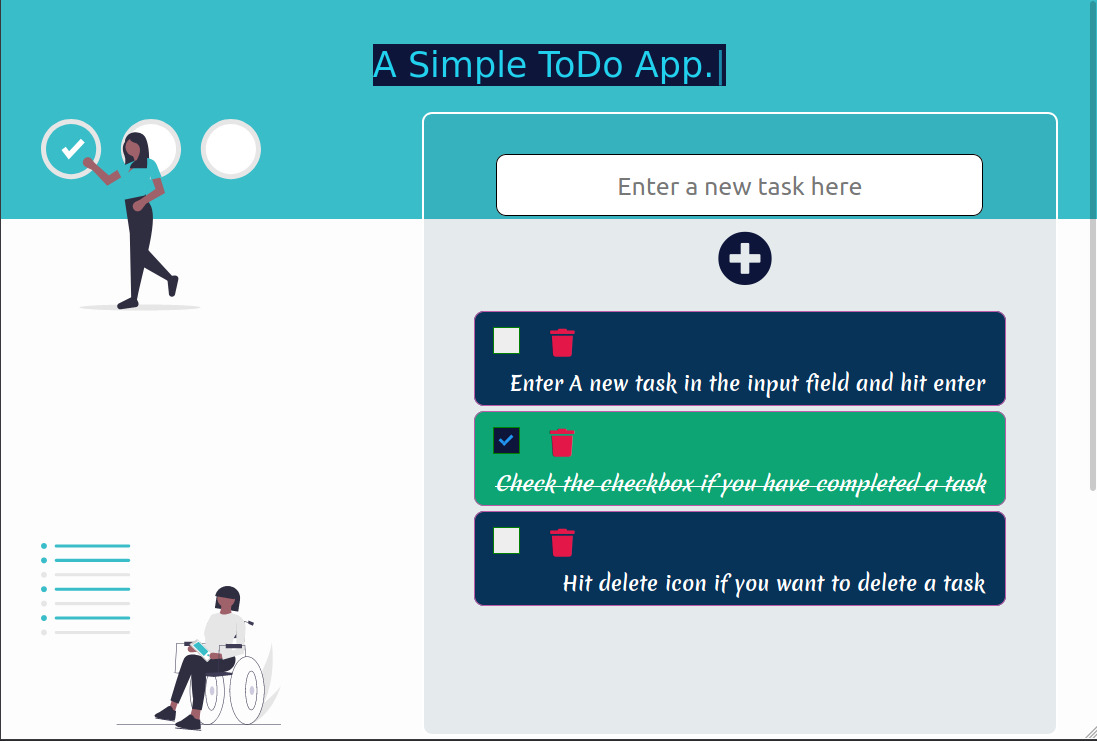 A Simple ToDo App.|
Enter a new task here
Enter A new task in the input field and hit enter
Check the checkbox if you have completed a task
Hit delete icon if you want to delete a task